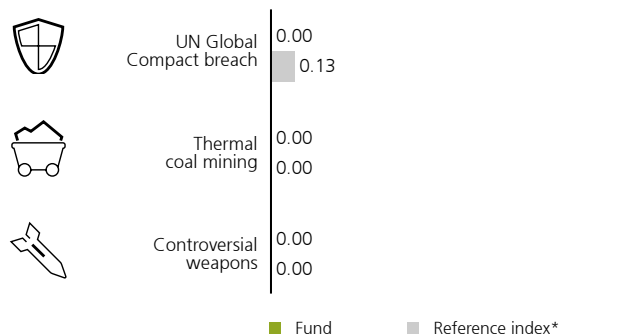 UN Global
Compact breach
0.00
0.13
Thermal
coal mining
0.00
0.00
Controversial
weapons
0.00
0.00
Fund
Reference index*